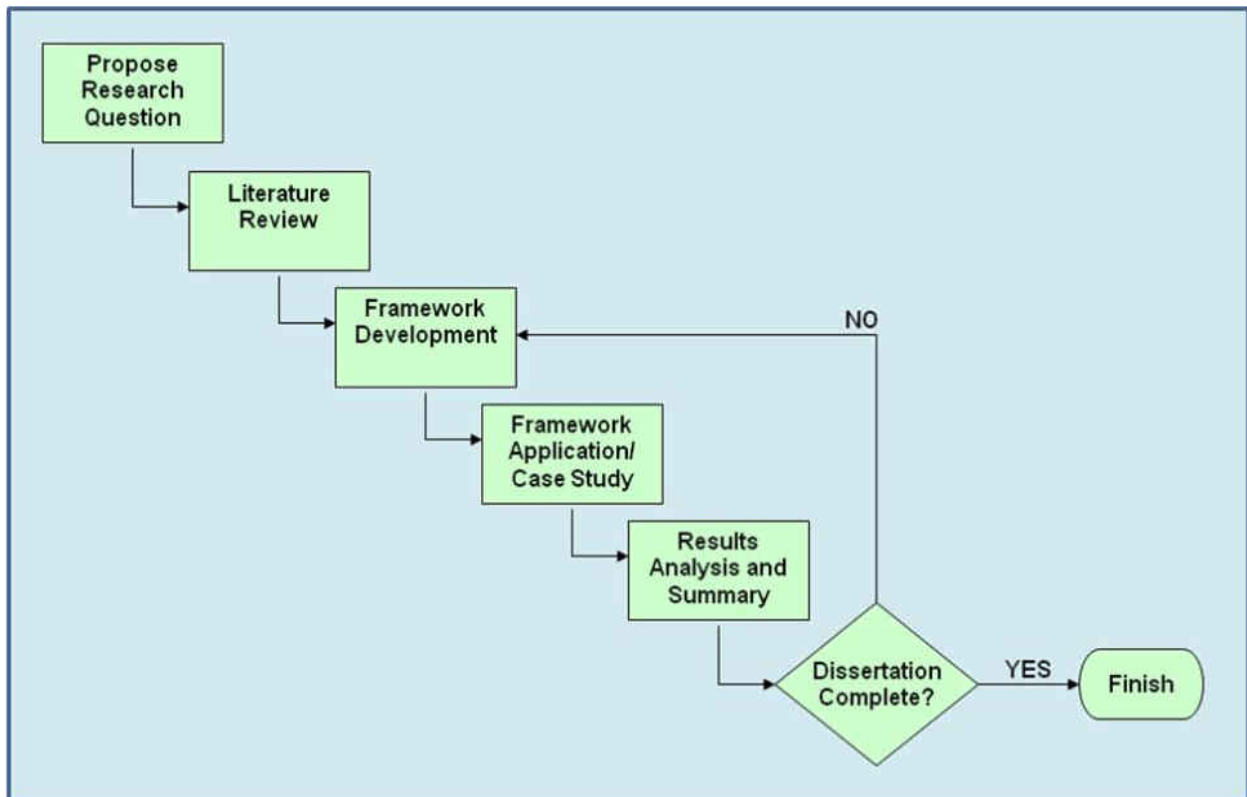 Propose
Research
Question
Literature
Review
Framework
Development
NO
Framework
Application/
Case Study
Results
Analysis and
Summary
Dissertation
Complete?
YES
Finish